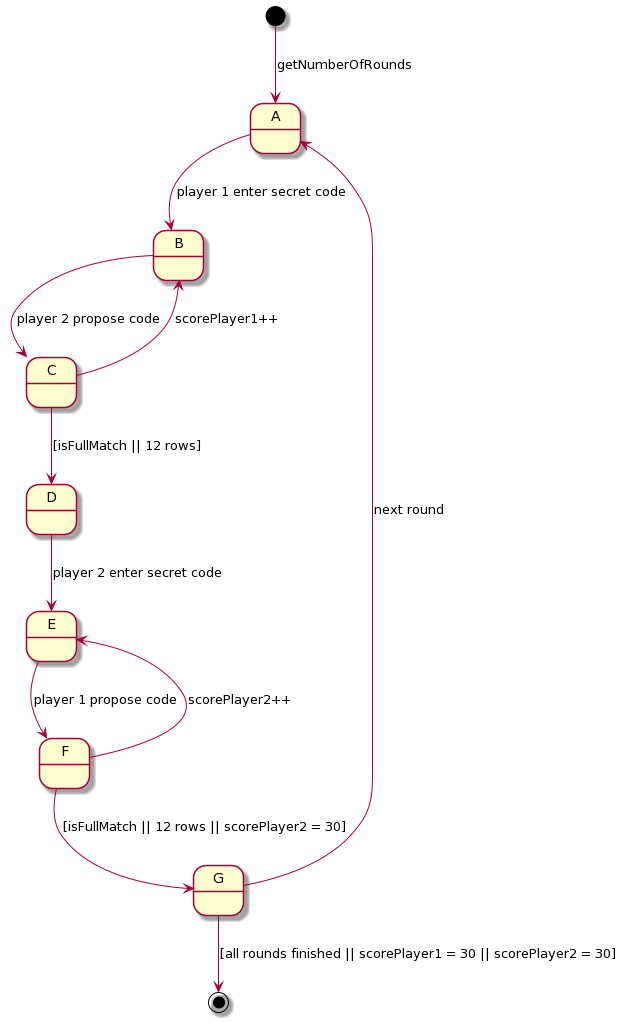 getNumberOfRounds
A
player 1 enter secret code
B
player 2 propose code
scorePlayer1++
C
[isFullMatch || 12 rows]
D
next round
player 2 enter secret code
E
player 1 propose code
scorePlayer2++
F
[isFullMatch || 12 rows || scorePlayer2 = 30]
G
[all rounds finished || scorePlayer1 = 30 || scorePlayer2 = 30]